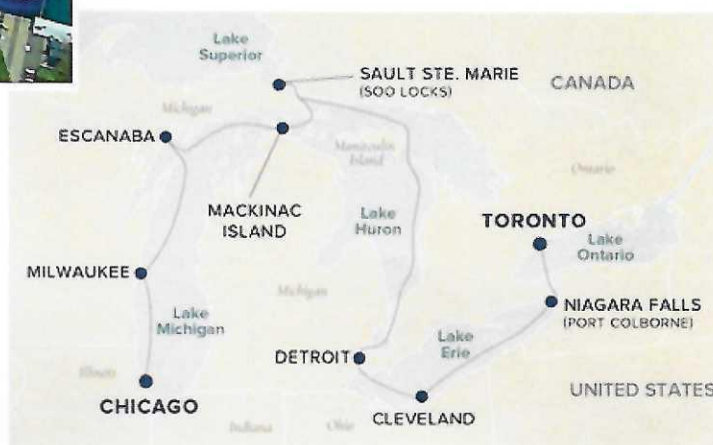 Lake
Superior
SAULT STE. MARIE
(SOO LOCKS)
CANADA
Michigan
ESCANABA
Manitoulin
Island
Ontario
MACKINAC
ISLAND
Lake
Huron
TORONTO
Lake
Ontario
MILWAUKEE
Michigan
NIAGARA FALLS
(PORT COLBORNE)
Lake
Michigan
Lake
Erie
DETROIT
Illinois
UNITED STATES
CHICAGO
CLEVELAND
Indiana
Ohio